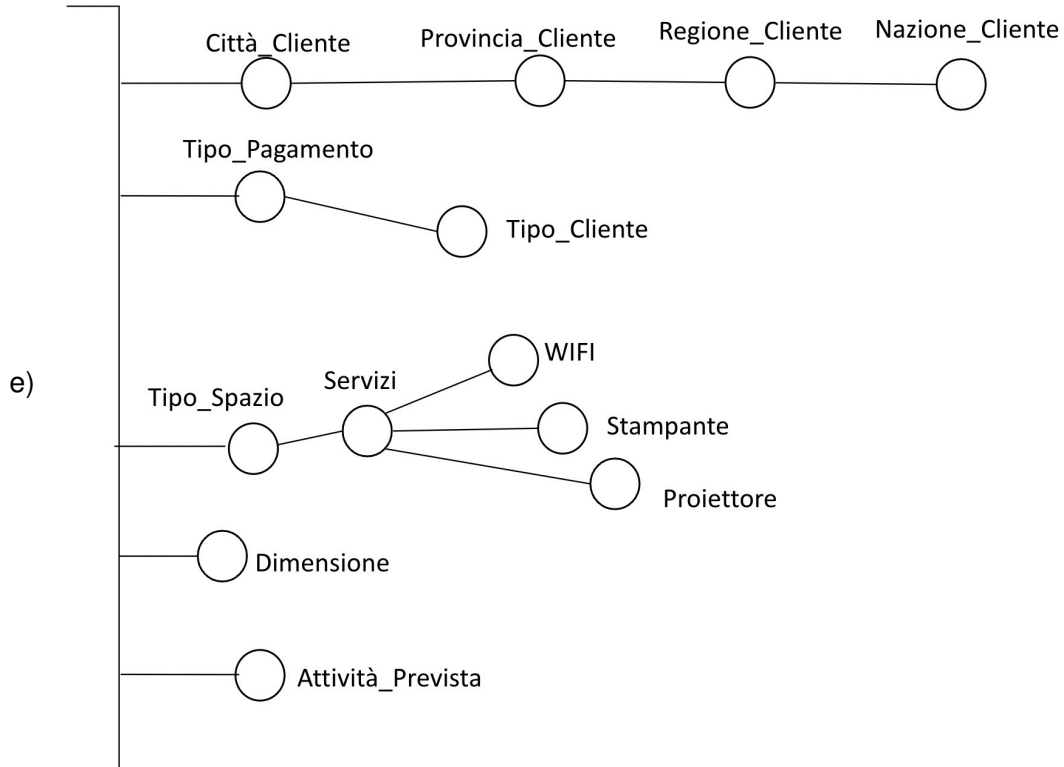 Città_Cliente
Provincia_Cliente
Regione_Cliente
Nazione_Cliente
Tipo_Pagamento
Tipo_Cliente
e)
Tipo_Spazio
Servizi
WIFI
Stampante
Proiettore
Dimensione
Attività_Prevista